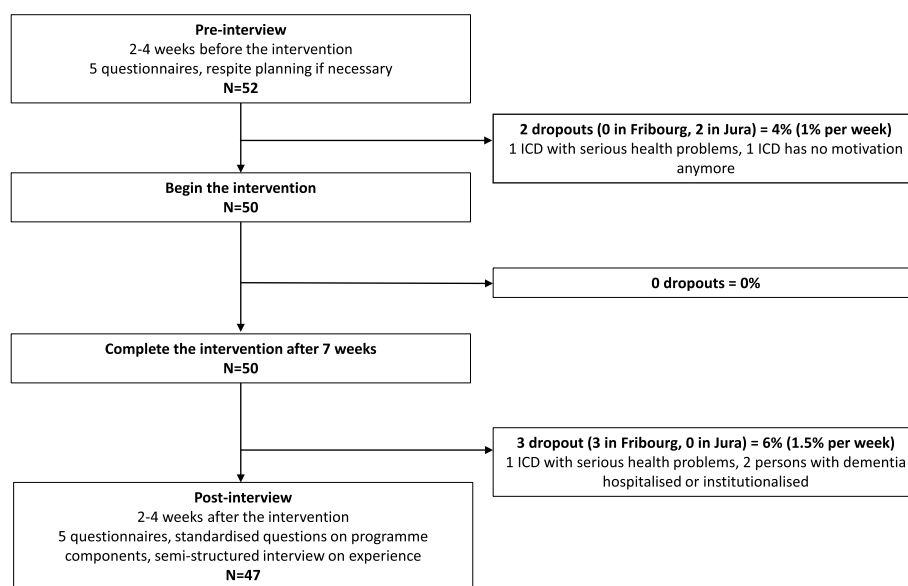 Pre-interview
2-4 weeks before the intervention
5 questionnaires, respite planning if necessary
N=52
2 dropouts (0 in Fribourg, 2 in Jura) = 4% (1% per week)
1 ICD with serious health problems, 1 ICD has no motivation
anymore
Begin the intervention
N=50
0 dropouts = 0%
Complete the intervention after 7 weeks
N=50
3 dropout (3 in Fribourg, 0 in Jura) = 6% (1.5% per week)
1 ICD with serious health problems, 2 persons with dementia
hospitalised or institutionalised
Post-interview
2-4 weeks after the intervention
5 questionnaires, standardised questions on programme
components, semi-structured interview on experience
N=47